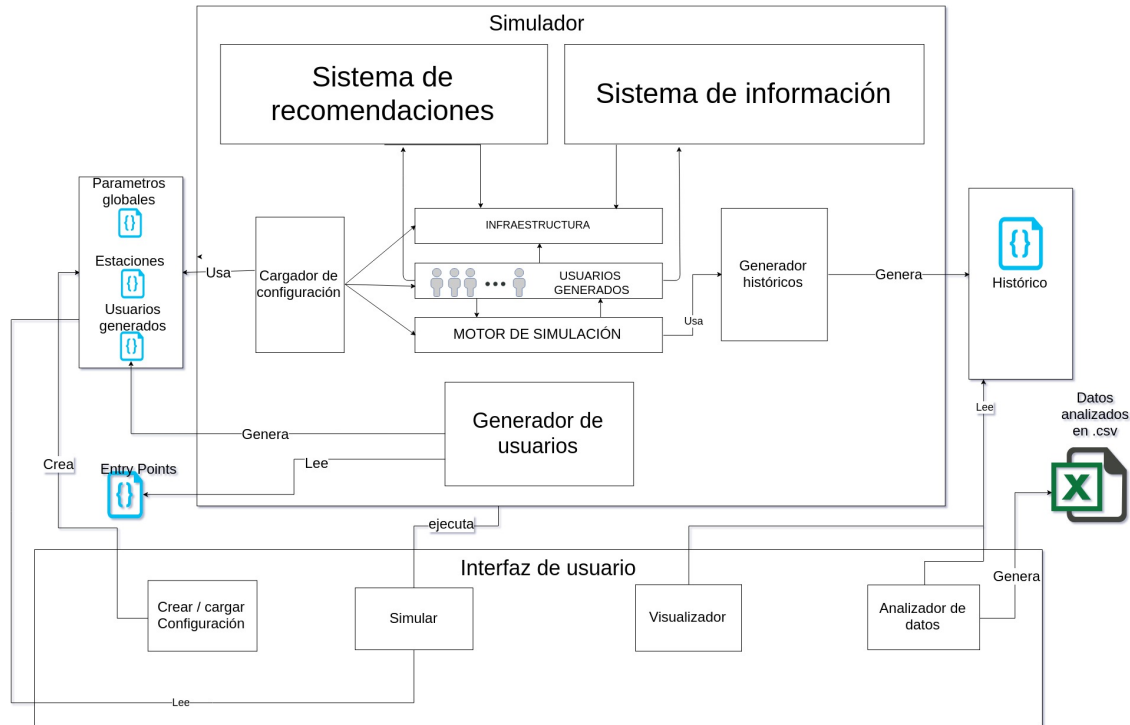 Simulador
Sistema de
recomendaciones
Sistema de información
Parametros
globales
Estaciones
Usuarios
generados
Usa
Cargador de
configuración
INFRAESTRUCTURA
USUARIOS
GENERADOS
MOTOR DE SIMULACIÓN
Usa
Generador
históricos
Genera
Histórico
Generador de
usuarios
Genera
Lee
Crea
Entry Points
Lee
Datos
analizados
en .csv
X
ejecuta
Interfaz de usuario
Genera
Crear / cargar
Configuración
Simular
Visualizador
Analizador de
datos
Lee